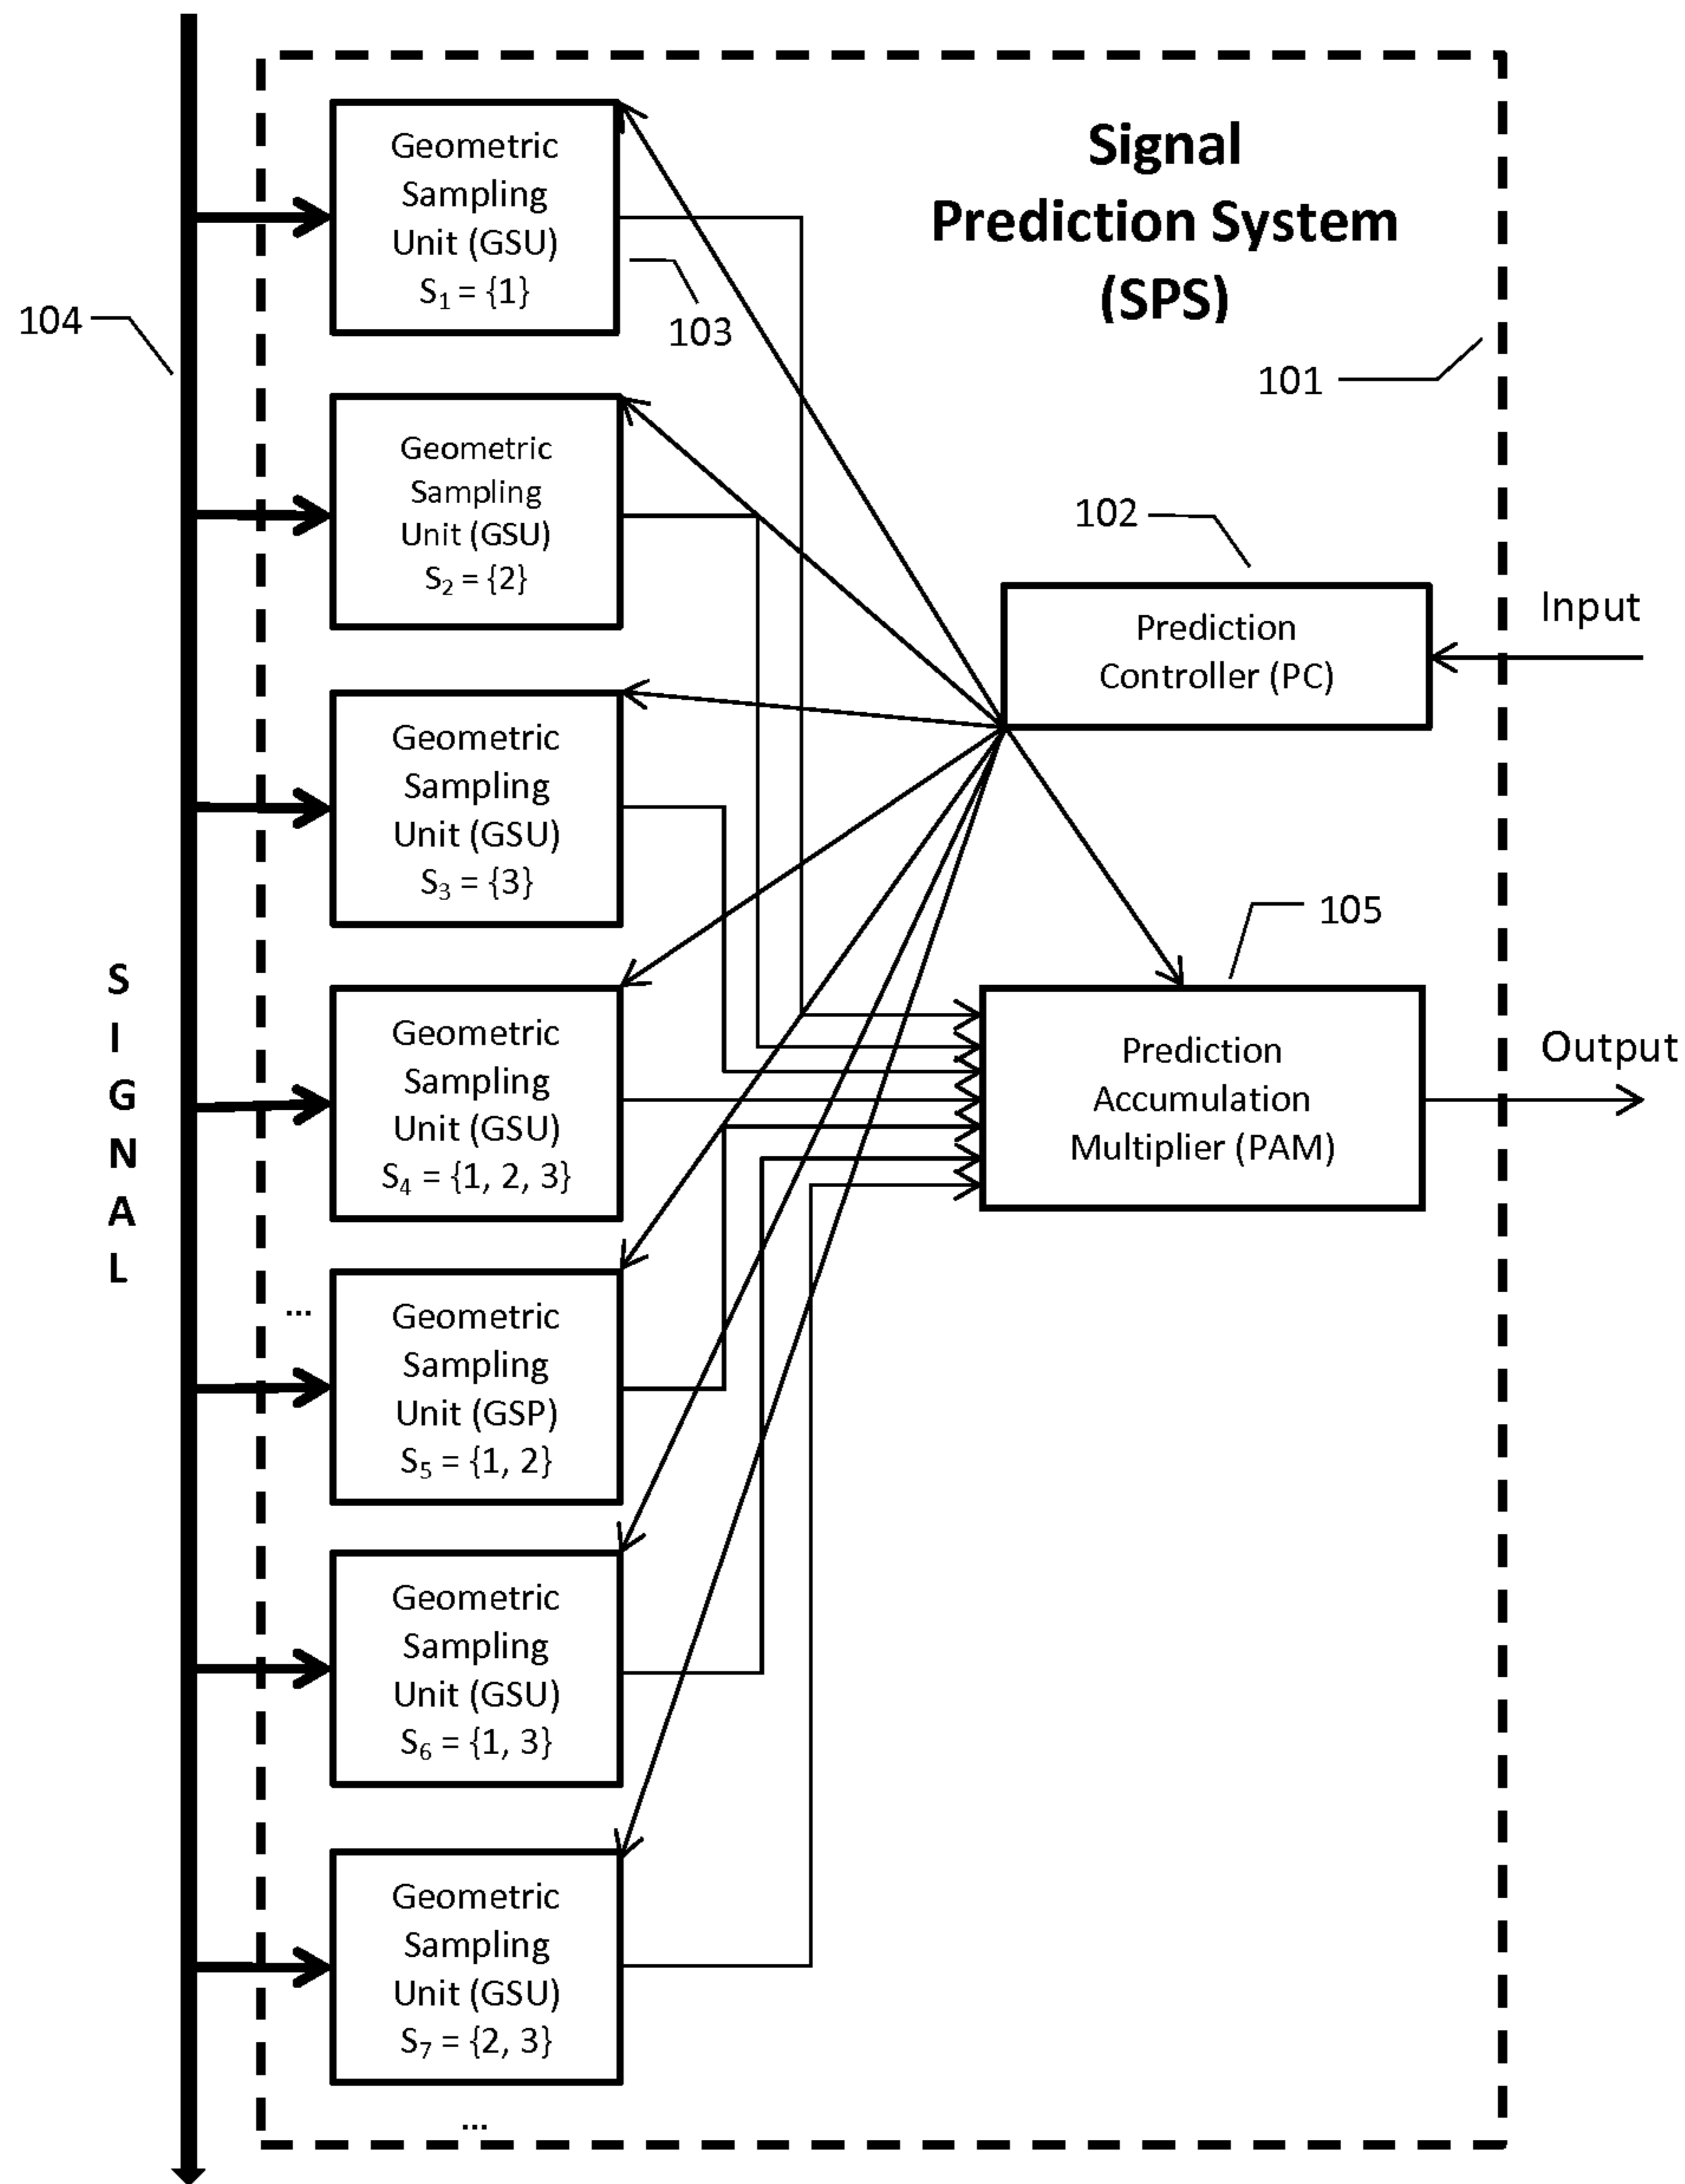 Signal
Prediction System
(SPS)
101
104
SIGNAL
Geometric
Sampling
Unit (GSU)
S₁ = {1}
103
Geometric
Sampling
Unit (GSU)
S₂ = {2}
102
Prediction
Controller (PC)
Input
Geometric
Sampling
Unit (GSU)
S₃ = {3}
105
Geometric
Sampling
Unit (GSU)
S₄ = {1, 2, 3}
Prediction
Accumulation
Multiplier (PAM)
Output
...
Geometric
Sampling
Unit (GSP)
S₅ = {1, 2}
Geometric
Sampling
Unit (GSU)
S₆ = {1, 3}
Geometric
Sampling
Unit (GSU)
S₇ = {2, 3}
...